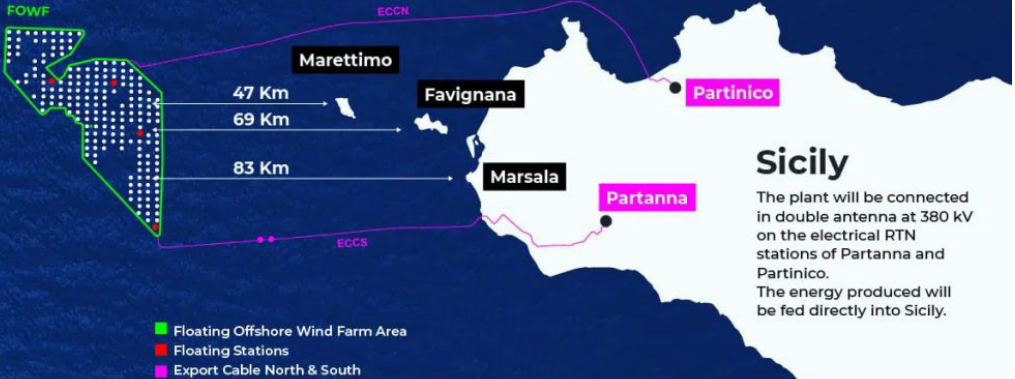 FOWF
ECCN
Marettimo
47 Km
Favignana
Partinico
69 Km
Sicily
83 Km
Marsala
Partanna
The plant will be connected
in double antenna at 380 kV
on the electrical RTN
stations of Partanna and
Partinico.
The energy produced will
be fed directly into Sicily.
ECCS
Floating Offshore Wind Farm Area
Floating Stations
Export Cable North & South